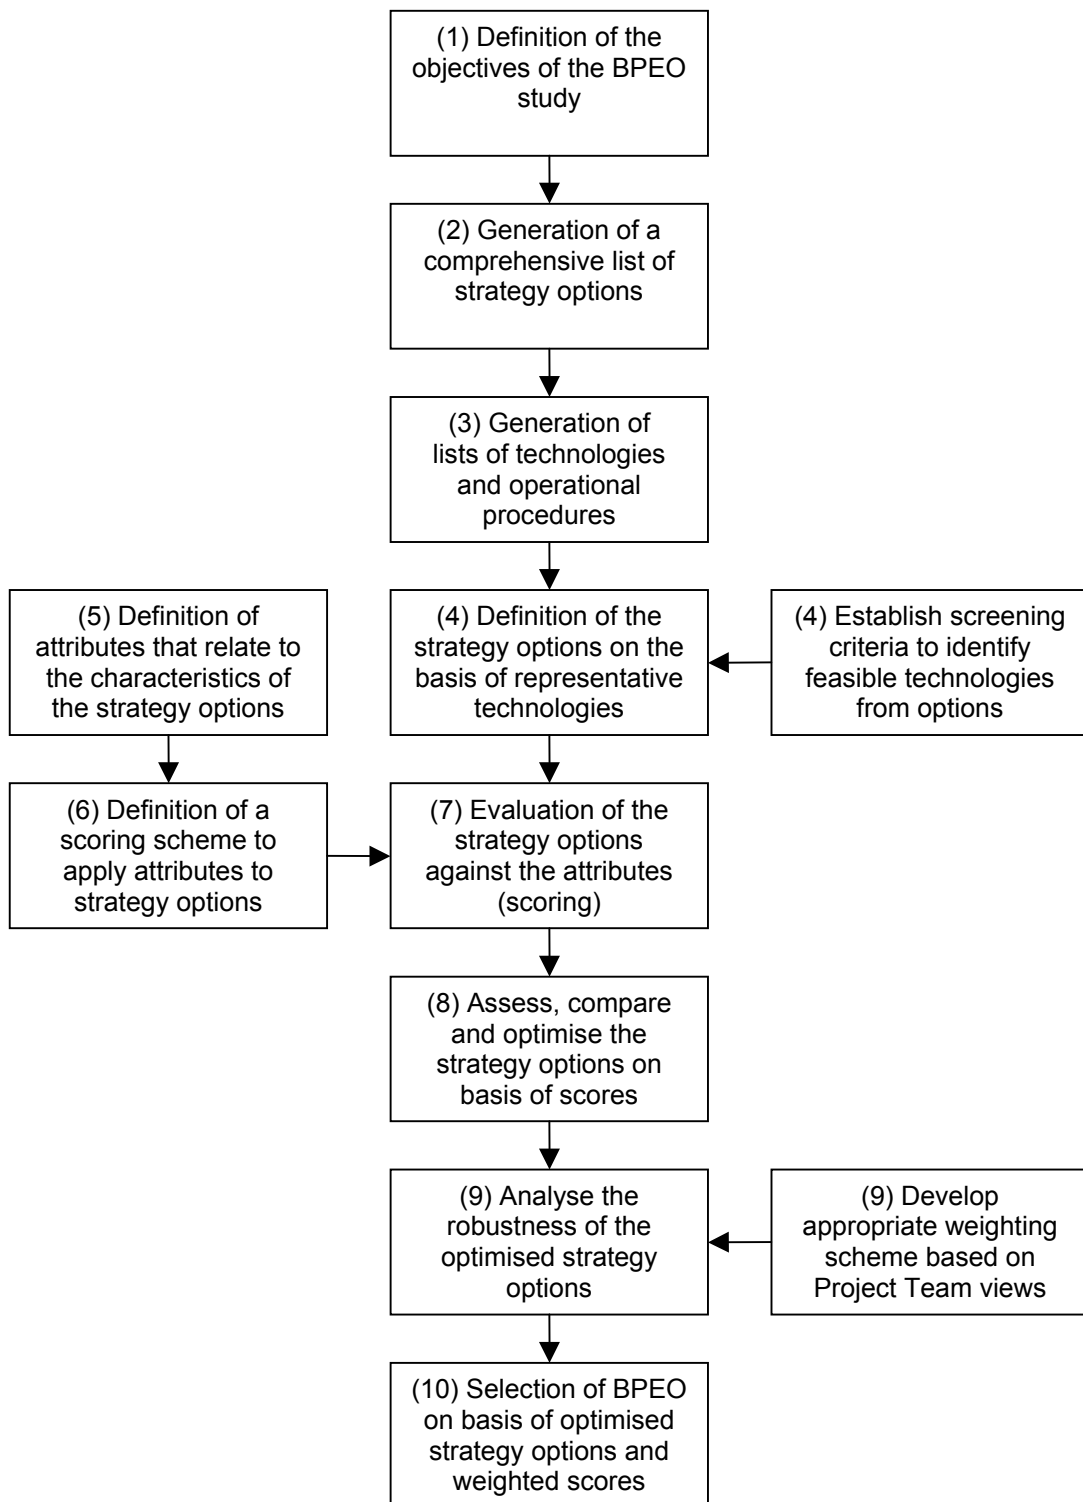 (1) Definition of the
objectives of the BPEO
study
(2) Generation of a
comprehensive list of
strategy options
(3) Generation of
lists of technologies
and operational
procedures
(5) Definition of
attributes that relate to
the characteristics of
the strategy options
(4) Definition of the
strategy options on the
basis of representative
technologies
(4) Establish screening
criteria to identify
feasible technologies
from options
(6) Definition of a
scoring scheme to
apply attributes to
strategy options
(7) Evaluation of the
strategy options
against the attributes
(scoring)
(8) Assess, compare
and optimise the
strategy options on
basis of scores
(9) Analyse the
robustness of the
optimised strategy
options
(9) Develop
appropriate weighting
scheme based on
Project Team views
(10) Selection of BPEO
on basis of optimised
strategy options and
weighted scores